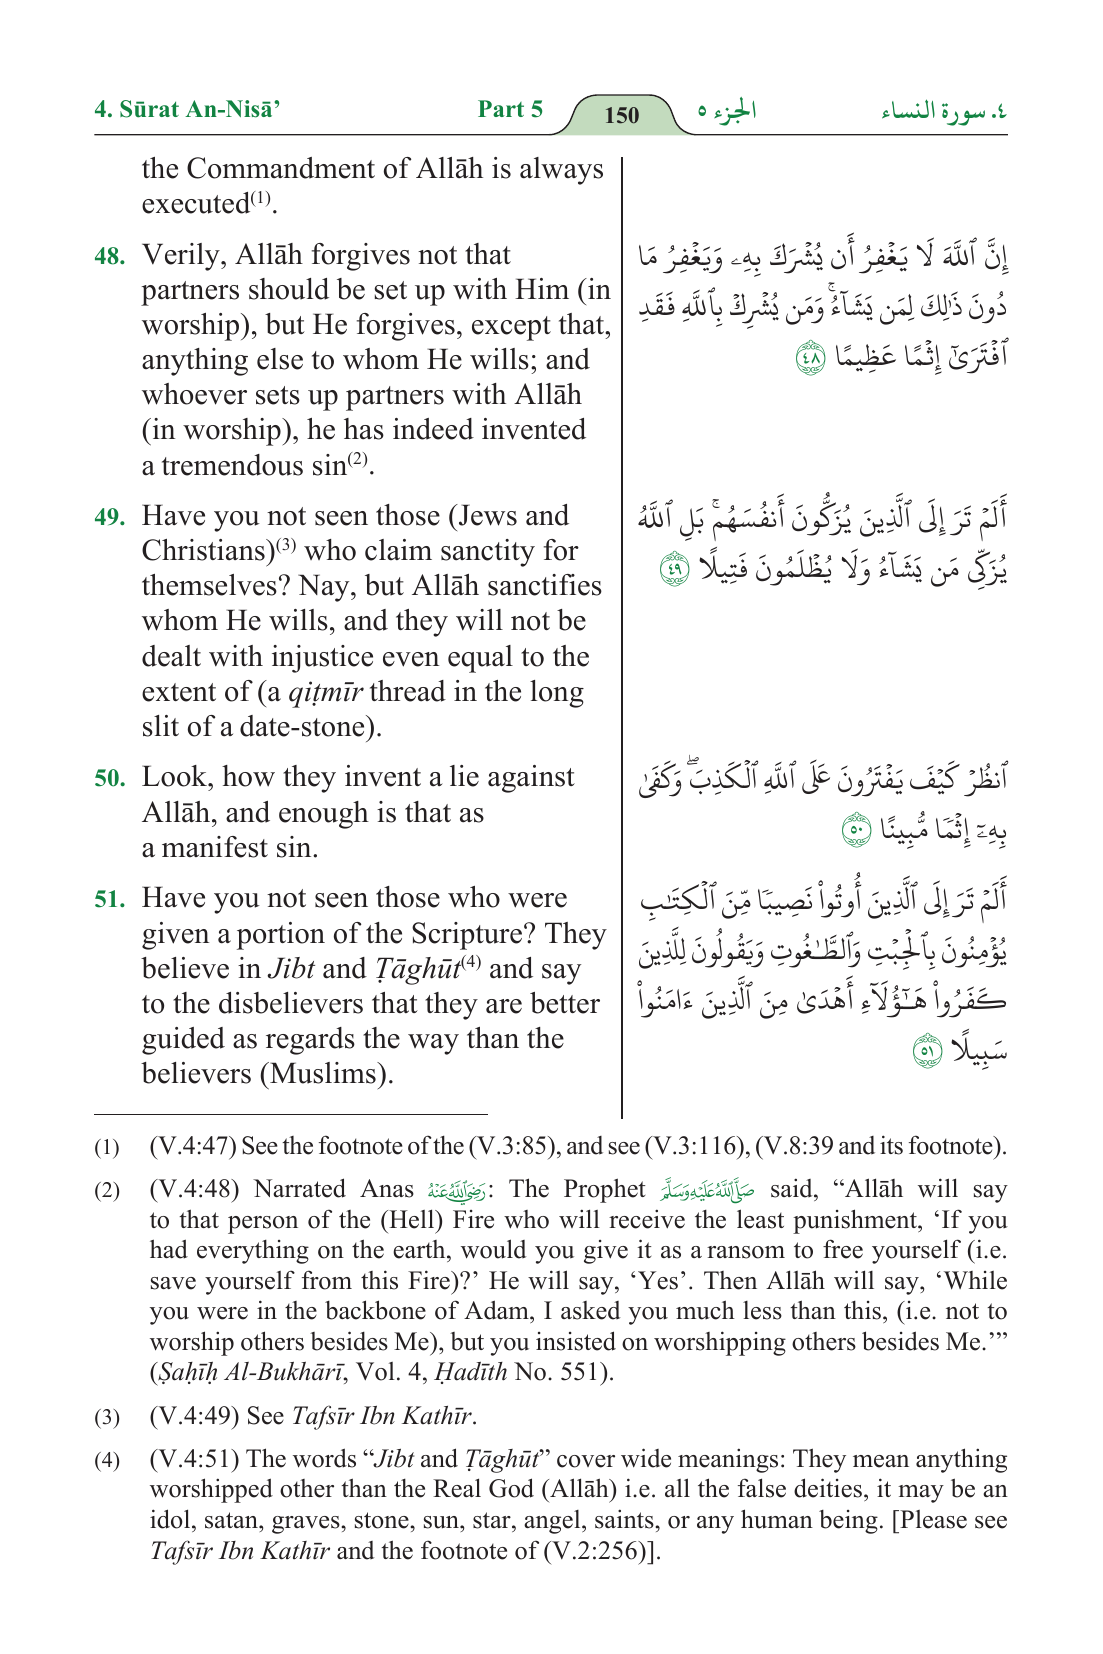 4. Sūrat An-Nisā’ Part 5 150 الجزء ٥ ٤. سورة النساء
the Commandment of Allāh is always
executed(1).
48. Verily, Allāh forgives not that
partners should be set up with Him (in
worship), but He forgives, except that,
anything else to whom He wills; and
whoever sets up partners with Allāh
(in worship), he has indeed invented
a tremendous sin(2).
إِنَّ ٱللَّهَ لَا يَغْفِرُ أَن يُشْرَكَ بِهِۦ وَيَغْفِرُ مَا
دُونَ ذَٰلِكَ لِمَن يَشَآءُۚ وَمَن يُشْرِكْ بِٱللَّهِ فَقَدِ
ٱفْتَرَىٰٓ إِثْمًا عَظِيمًا ٤٨
49. Have you not seen those (Jews and
Christians)(3) who claim sanctity for
themselves? Nay, but Allāh sanctifies
whom He wills, and they will not be
dealt with injustice even equal to the
extent of (a qiṭmīr thread in the long
slit of a date-stone).
أَلَمْ تَرَ إِلَى ٱلَّذِينَ يُزَكُّونَ أَنفُسَهُمۚ بَلِ ٱللَّهُ
يُزَكِّى مَن يَشَآءُ وَلَا يُظْلَمُونَ فَتِيلًا ٤٩
50. Look, how they invent a lie against
Allāh, and enough is that as
a manifest sin.
ٱنظُرْ كَيْفَ يَفْتَرُونَ عَلَى ٱللَّهِ ٱلْكَذِبَۖ وَكَفَىٰ
بِهِۦٓ إِثْمًا مُّبِينًا ٥٠
51. Have you not seen those who were
given a portion of the Scripture? They
believe in Jibt and Ṭāghūt(4) and say
to the disbelievers that they are better
guided as regards the way than the
believers (Muslims).
أَلَمْ تَرَ إِلَى ٱلَّذِينَ أُوتُوا۟ نَصِيبًا مِّنَ ٱلْكِتَٰبِ
يُؤْمِنُونَ بِٱلْجِبْتِ وَٱلطَّٰغُوتِ وَيَقُولُونَ لِلَّذِينَ
كَفَرُوا۟ هَٰٓؤُلَآءِ أَهْدَىٰ مِنَ ٱلَّذِينَ ءَامَنُوا۟
سَبِيلًا ٥١
(1) (V.4:47) See the footnote of the (V.3:85), and see (V.3:116), (V.8:39 and its footnote).
(2) (V.4:48) Narrated Anas رَضِيَ اللَّهُ عَنْهُ: The Prophet صَلَّى اللَّهُ عَلَيْهِ وَسَلَّمَ said, “Allāh will say
to that person of the (Hell) Fire who will receive the least punishment, ‘If you
had everything on the earth, would you give it as a ransom to free yourself (i.e.
save yourself from this Fire)?’ He will say, ‘Yes’. Then Allāh will say, ‘While
you were in the backbone of Adam, I asked you much less than this, (i.e. not to
worship others besides Me), but you insisted on worshipping others besides Me.’”
(Ṣaḥīḥ Al-Bukhārī, Vol. 4, Ḥadīth No. 551).
(3) (V.4:49) See Tafsīr Ibn Kathīr.
(4) (V.4:51) The words “Jibt and Ṭāghūt” cover wide meanings: They mean anything
worshipped other than the Real God (Allāh) i.e. all the false deities, it may be an
idol, satan, graves, stone, sun, star, angel, saints, or any human being. [Please see
Tafsīr Ibn Kathīr and the footnote of (V.2:256)].